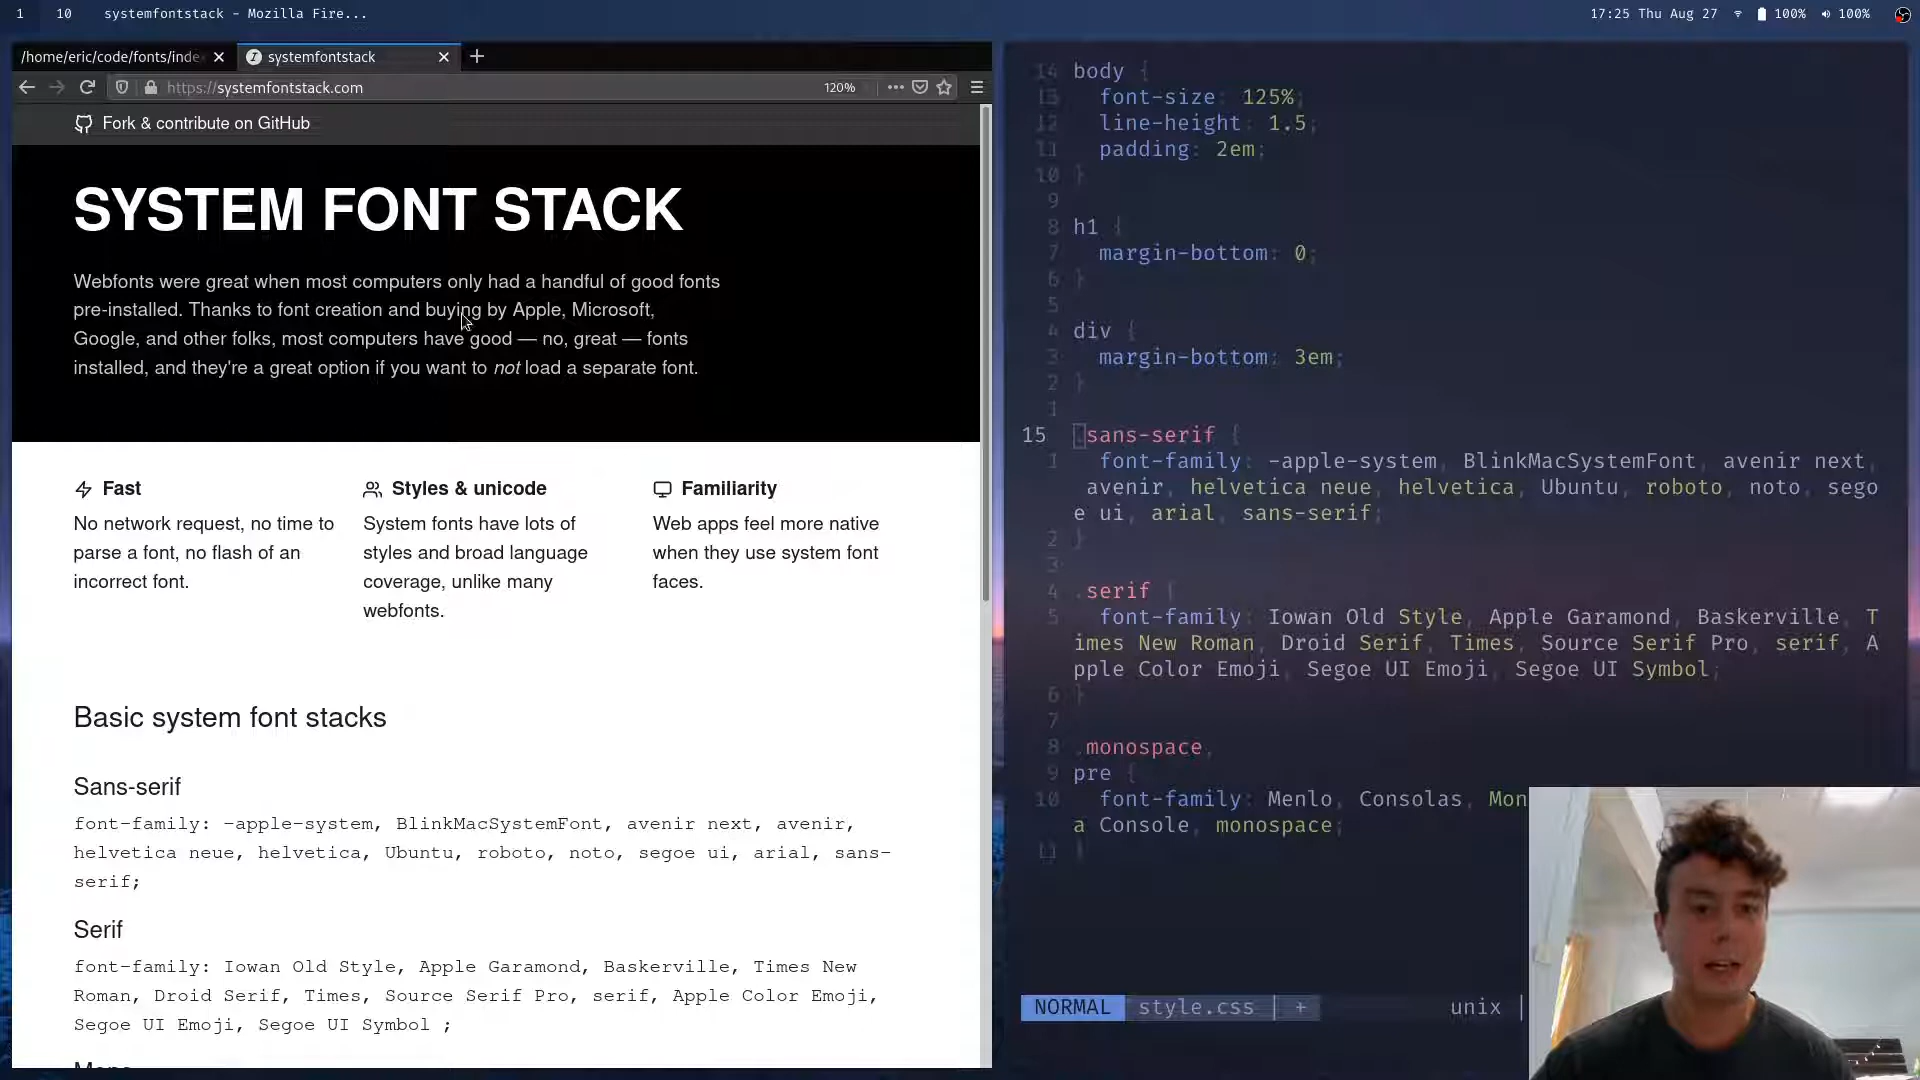 1 10 systemfontstack - Mozilla Fire... 17:25 Thu Aug 27 100% 100%
/home/eric/code/fonts/inde systemfontstack
https://systemfontstack.com 120%
Fork & contribute on GitHub
SYSTEM FONT STACK
Webfonts were great when most computers only had a handful of good fonts
pre-installed. Thanks to font creation and buying by Apple, Microsoft,
Google, and other folks, most computers have good — no, great — fonts
installed, and they're a great option if you want to not load a separate font.
Fast
No network request, no time to
parse a font, no flash of an
incorrect font.
Styles & unicode
System fonts have lots of
styles and broad language
coverage, unlike many
webfonts.
Familiarity
Web apps feel more native
when they use system font
faces.
Basic system font stacks
Sans-serif
font-family: -apple-system, BlinkMacSystemFont, avenir next, avenir,
helvetica neue, helvetica, Ubuntu, roboto, noto, segoe ui, arial, sans-
serif;
Serif
font-family: Iowan Old Style, Apple Garamond, Baskerville, Times New
Roman, Droid Serif, Times, Source Serif Pro, serif, Apple Color Emoji,
Segoe UI Emoji, Segoe UI Symbol ;
14 body {
13 font-size: 125%;
12 line-height: 1.5;
11 padding: 2em;
10 }
9
8 h1 {
7 margin-bottom: 0;
6 }
5
4 div {
3 margin-bottom: 3em;
2 }
1
15 .sans-serif {
1 font-family: -apple-system, BlinkMacSystemFont, avenir next,
avenir, helvetica neue, helvetica, Ubuntu, roboto, noto, sego
e ui, arial, sans-serif;
2 }
3
4 .serif {
5 font-family: Iowan Old Style, Apple Garamond, Baskerville, T
imes New Roman, Droid Serif, Times, Source Serif Pro, serif, A
pple Color Emoji, Segoe UI Emoji, Segoe UI Symbol;
6 }
7
8 .monospace,
9 pre {
10 font-family: Menlo, Consolas, Mon
a Console, monospace;
11 }
NORMAL style.css | + unix |